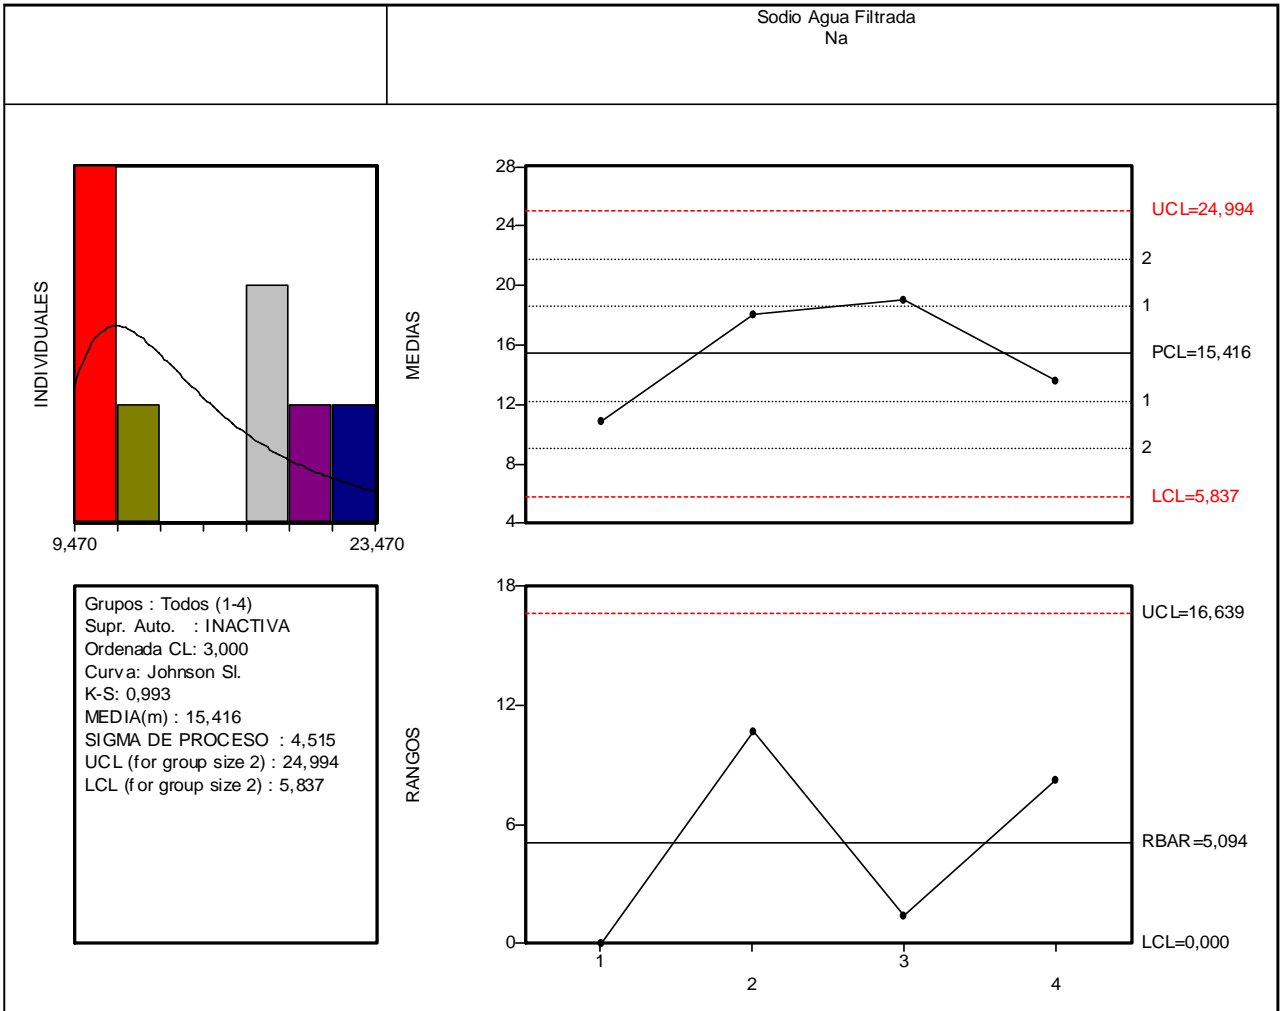 Sodio Agua Filtrada
Na
INDIVIDUALES
9,470
23,470
MEDIAS
28
24
20
16
12
8
4
UCL=24,994
2
1
PCL=15,416
1
2
LCL=5,837
Grupos : Todos (1-4)
Supr. Auto. : INACTIVA
Ordenada CL: 3,000
Curva: Johnson Sl.
K-S: 0,993
MEDIA(m) : 15,416
SIGMA DE PROCESO : 4,515
UCL (for group size 2) : 24,994
LCL (for group size 2) : 5,837
RANGOS
18
12
6
0
UCL=16,639
RBAR=5,094
LCL=0,000
1
2
3
4